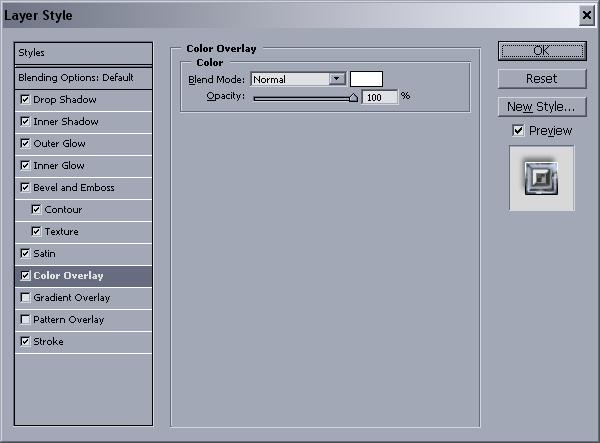 Layer Style
Styles
Blending Options: Default
Drop Shadow
Inner Shadow
Outer Glow
Inner Glow
Bevel and Emboss
Contour
Texture
Satin
Color Overlay
Gradient Overlay
Pattern Overlay
Stroke
Color Overlay
Color
Blend Mode: Normal
Opacity: 100 %
OK
Reset
New Style...
Preview